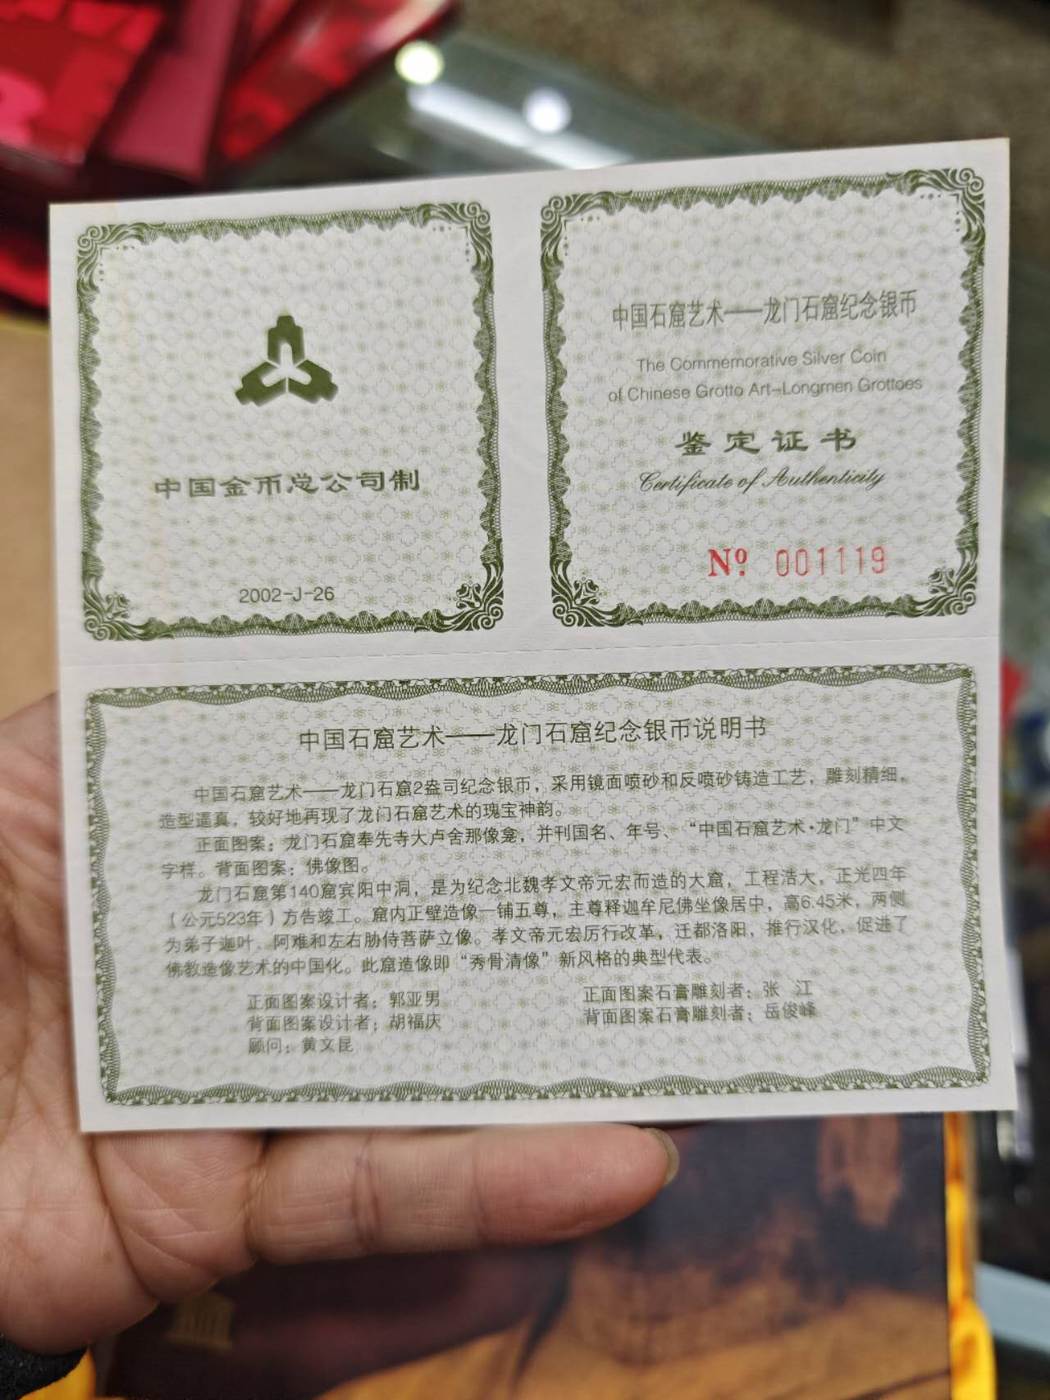 中国金币总公司制
2002-J-26
中国石窟艺术——龙门石窟纪念银币
The Commemorative Silver Coin
of Chinese Grotto Art-Longmen Grottoes
鉴定证书
Certificate of Authenticity
Nº 001119
中国石窟艺术——龙门石窟纪念银币说明书
中国石窟艺术——龙门石窟2盎司纪念银币，采用镜面喷砂和反喷砂铸造工艺，雕刻精细，
造型逼真，较好地再现了龙门石窟艺术的瑰宝神韵。
正面图案：龙门石窟奉先寺大卢舍那像龛，并刊国名、年号、“中国石窟艺术·龙门”中文
字样。背面图案：佛像图。
龙门石窟第140窟宾阳中洞，是为纪念北魏孝文帝元宏而造的大窟，工程浩大，正光四年
（公元523年）方告竣工。窟内正壁造像一铺五尊，主尊释迦牟尼佛坐像居中，高6.45米，两侧
为弟子迦叶、阿难和左右胁侍菩萨立像。孝文帝元宏厉行改革，迁都洛阳，推行汉化，促进了
佛教造像艺术的中国化。此窟造像即“秀骨清像”新风格的典型代表。
正面图案设计者：郭亚男 正面图案石膏雕刻者：张 江
背面图案设计者：胡福庆 背面图案石膏雕刻者：岳俊峰
顾问：黄文昆